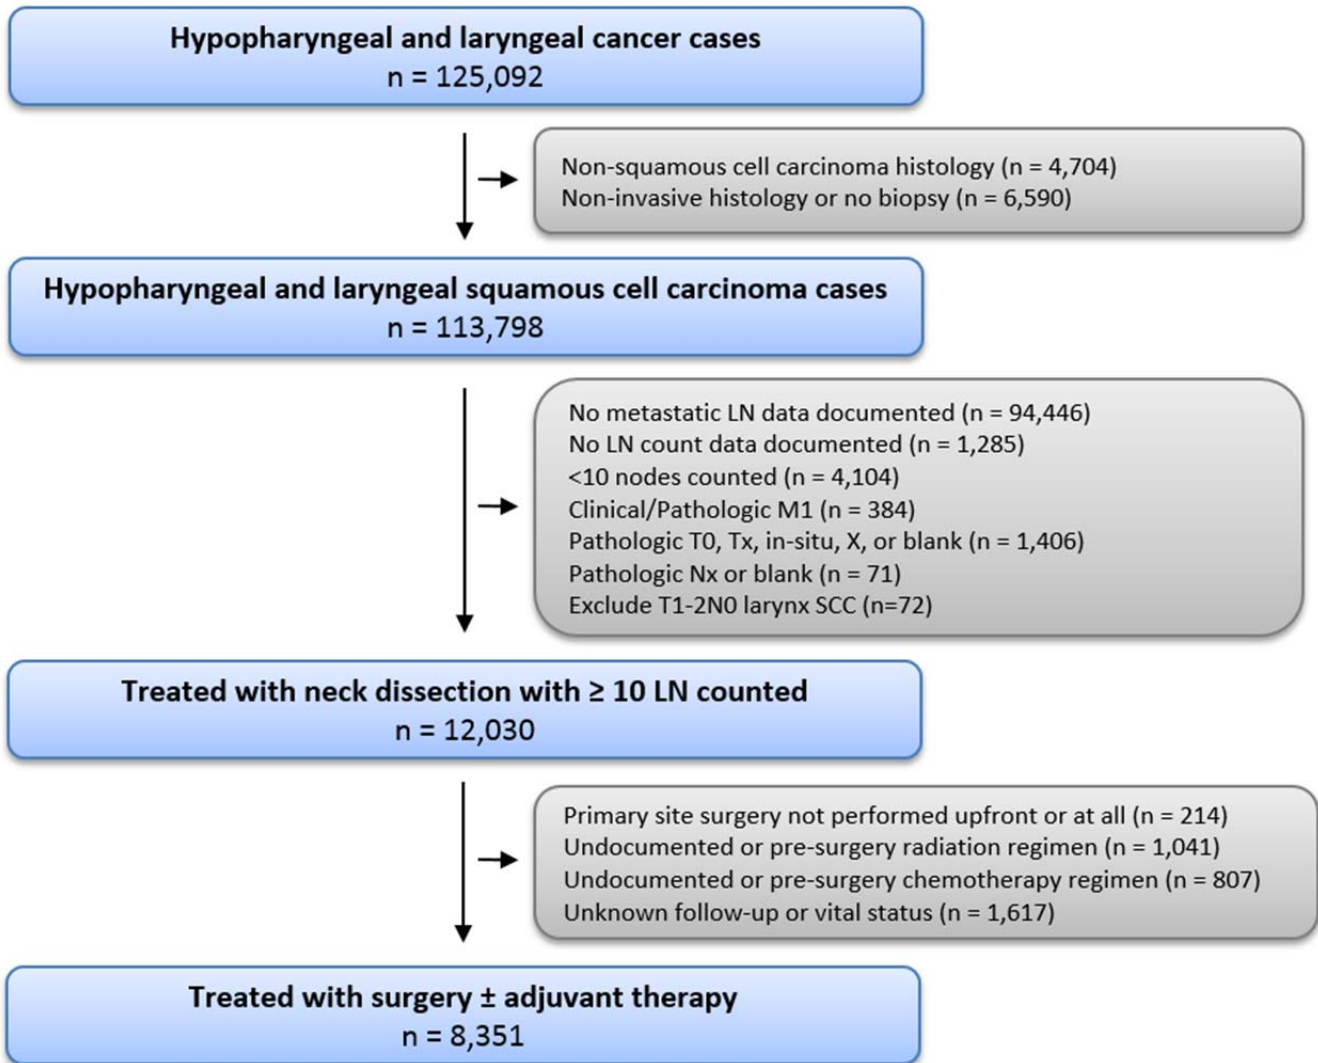 Hypopharyngeal and laryngeal cancer cases
n = 125,092
Non-squamous cell carcinoma histology (n = 4,704)
Non-invasive histology or no biopsy (n = 6,590)
Hypopharyngeal and laryngeal squamous cell carcinoma cases
n = 113,798
No metastatic LN data documented (n = 94,446)
No LN count data documented (n = 1,285)
<10 nodes counted (n = 4,104)
Clinical/Pathologic M1 (n = 384)
Pathologic T0, Tx, in-situ, X, or blank (n = 1,406)
Pathologic Nx or blank (n = 71)
Exclude T1-2N0 larynx SCC (n=72)
Treated with neck dissection with ≥ 10 LN counted
n = 12,030
Primary site surgery not performed upfront or at all (n = 214)
Undocumented or pre-surgery radiation regimen (n = 1,041)
Undocumented or pre-surgery chemotherapy regimen (n = 807)
Unknown follow-up or vital status (n = 1,617)
Treated with surgery ± adjuvant therapy
n = 8,351